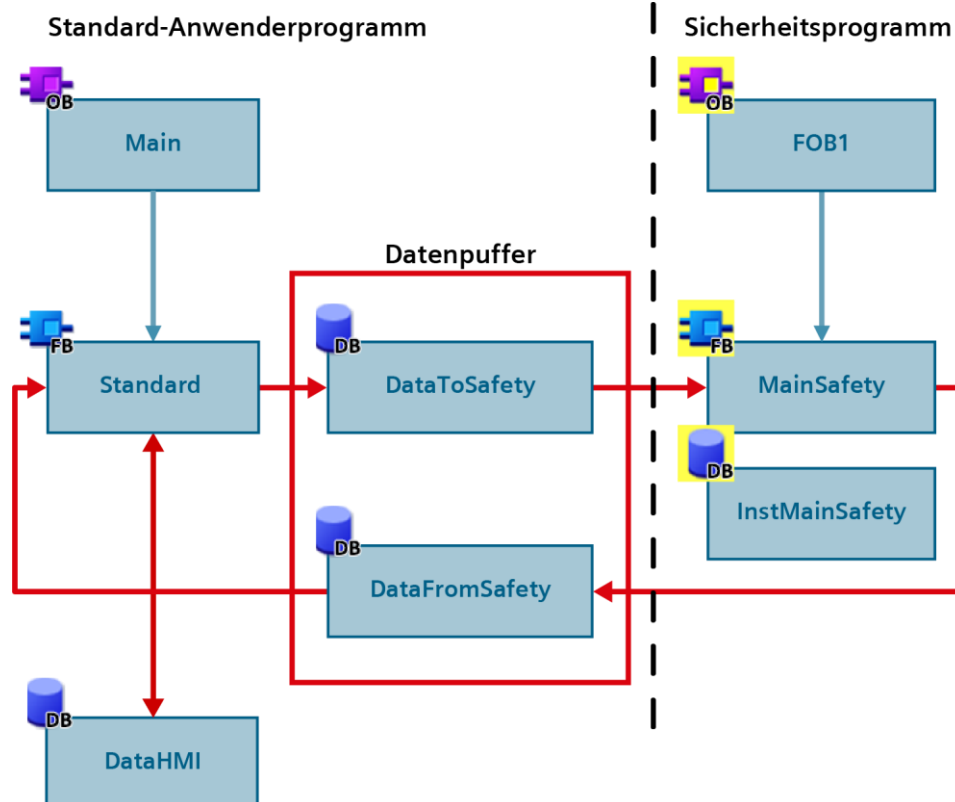 Standard-Anwenderprogramm
Sicherheitsprogramm
OB
Main
OB
FOB1
Datenpuffer
FB
Standard
DB
DataToSafety
FB
MainSafety
DB
InstMainSafety
DB
DataFromSafety
DB
DataHMI